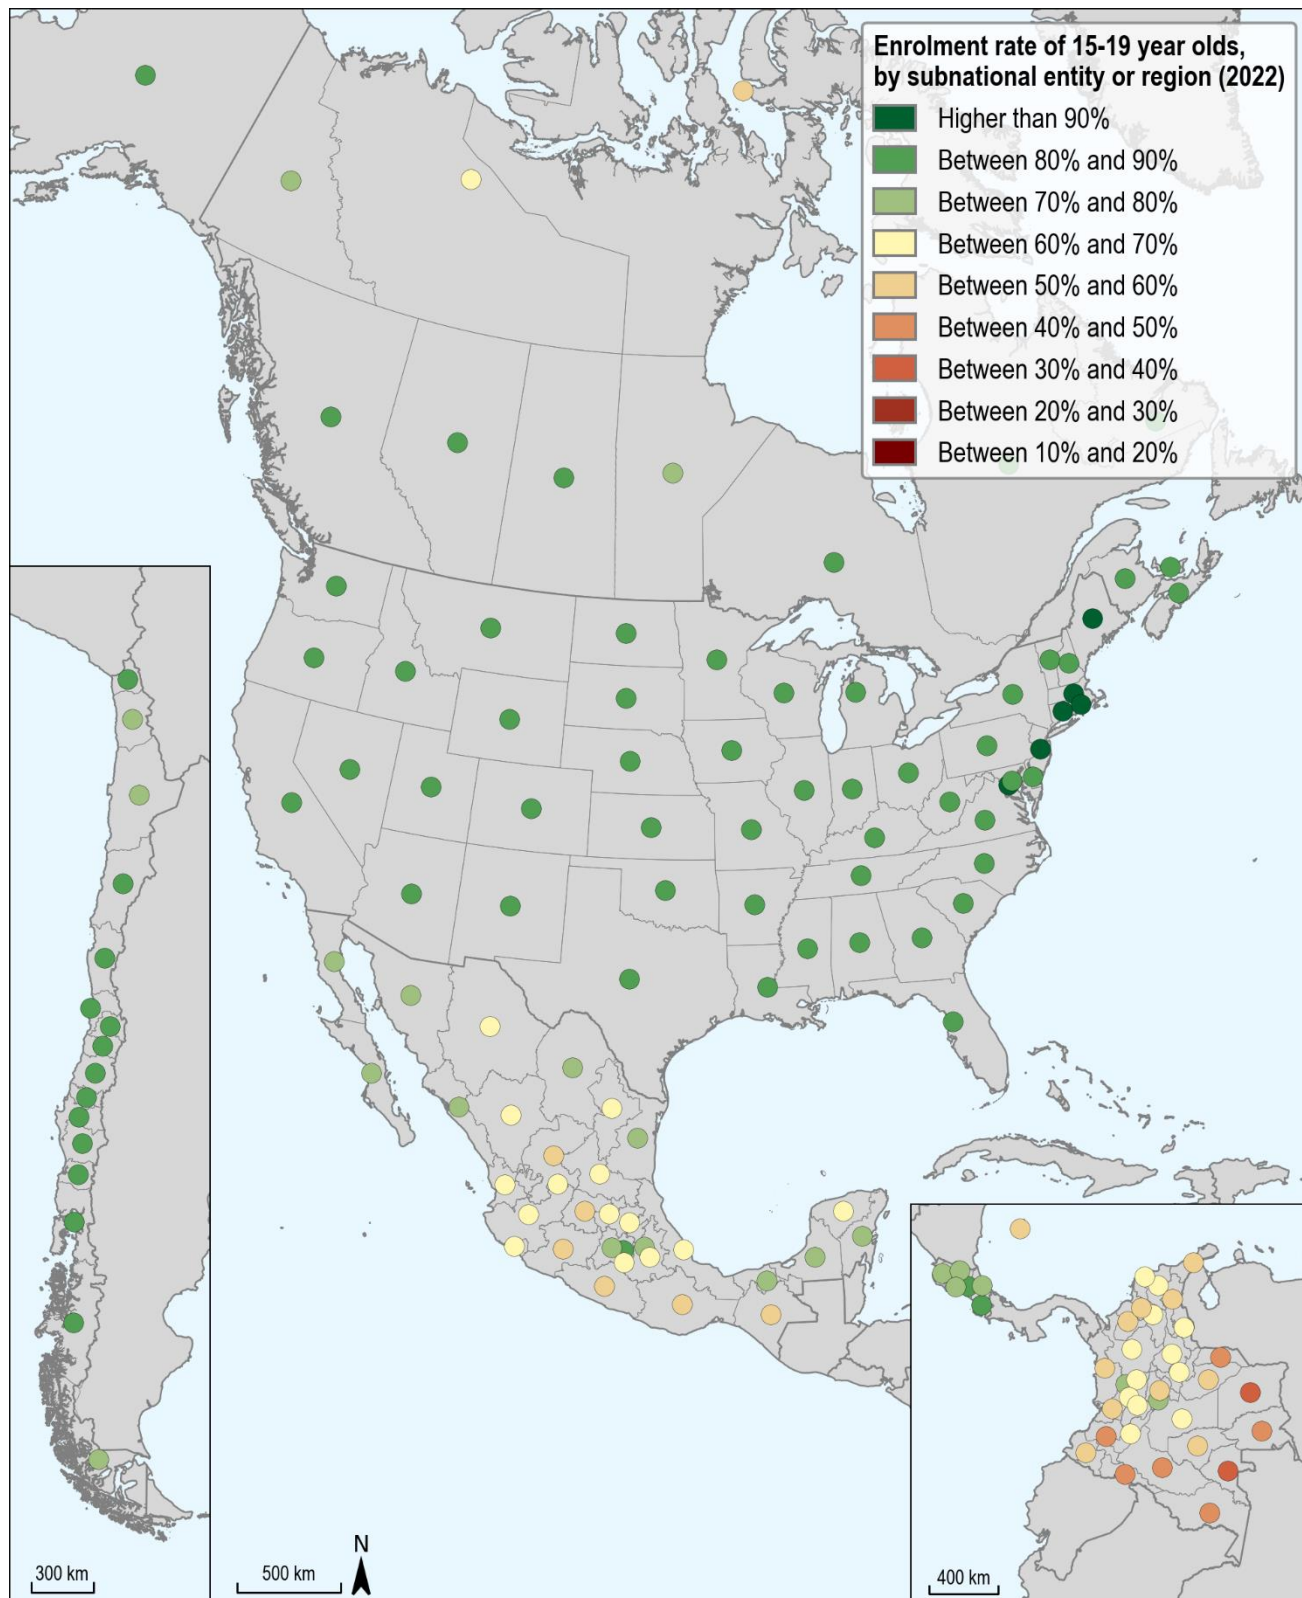 Enrolment rate of 15-19 year olds,
by subnational entity or region (2022)
Higher than 90%
Between 80% and 90%
Between 70% and 80%
Between 60% and 70%
Between 50% and 60%
Between 40% and 50%
Between 30% and 40%
Between 20% and 30%
Between 10% and 20%
300 km
500 km
N
400 km